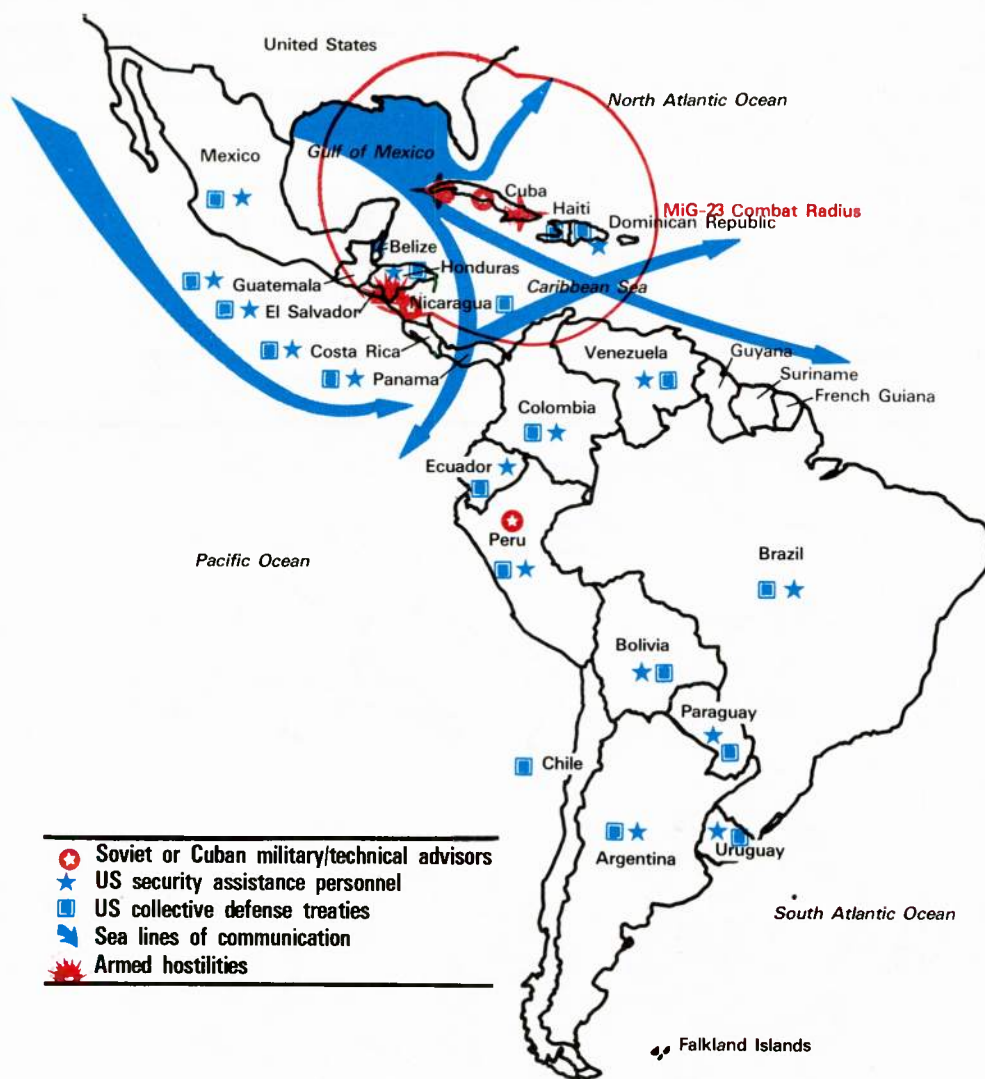 United States
North Atlantic Ocean
Mexico
Gulf of Mexico
Cuba
Haiti
MiG-23 Combat Radius
Dominican Republic
Belize
Guatemala
Honduras
Caribbean Sea
El Salvador
Nicaragua
Costa Rica
Venezuela
Guyana
Panama
Suriname
French Guiana
Colombia
Ecuador
Peru
Pacific Ocean
Brazil
Bolivia
Paraguay
Chile
Argentina
Uruguay
Soviet or Cuban military/technical advisors
US security assistance personnel
US collective defense treaties
Sea lines of communication
Armed hostilities
South Atlantic Ocean
Falkland Islands